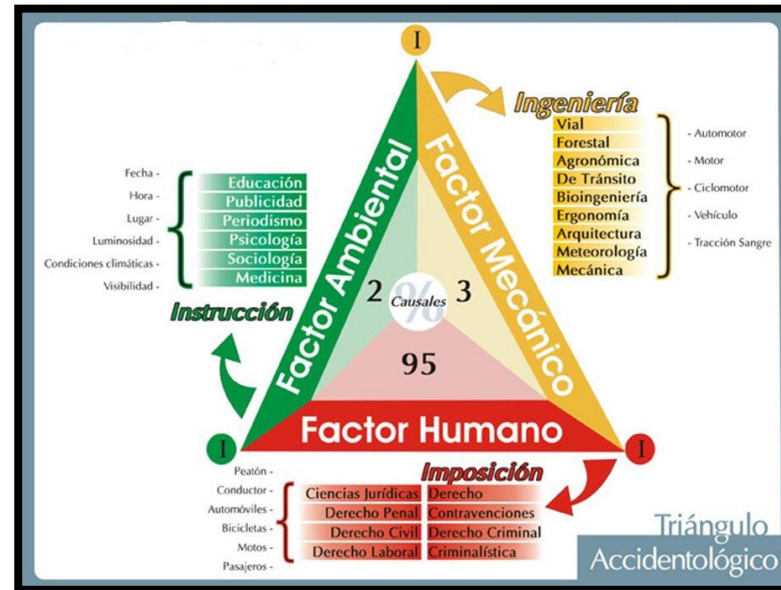 I
Ingeniería
Vial
Forestal
Agronómica
De Tránsito
Bioingeniería
Ergonomía
Arquitectura
Meteorología
Mecánica
- Automotor
- Motor
- Ciclomotor
- Vehículo
- Tracción Sangre
Fecha -
Hora -
Lugar -
Luminosidad -
Condiciones climáticas -
Visibilidad -
Educación
Publicidad
Periodismo
Psicología
Sociología
Medicina
Instrucción
Factor Ambiental
Factor Mecánico
2
%
Causales
3
95
Factor Humano
I
I
Imposición
Peatón -
Conductor -
Automóviles -
Bicicletas -
Motos -
Pasajeros -
Ciencias Jurídicas Derecho
Derecho Penal Contravenciones
Derecho Civil Derecho Criminal
Derecho Laboral Criminalística
Triángulo
Accidentológico